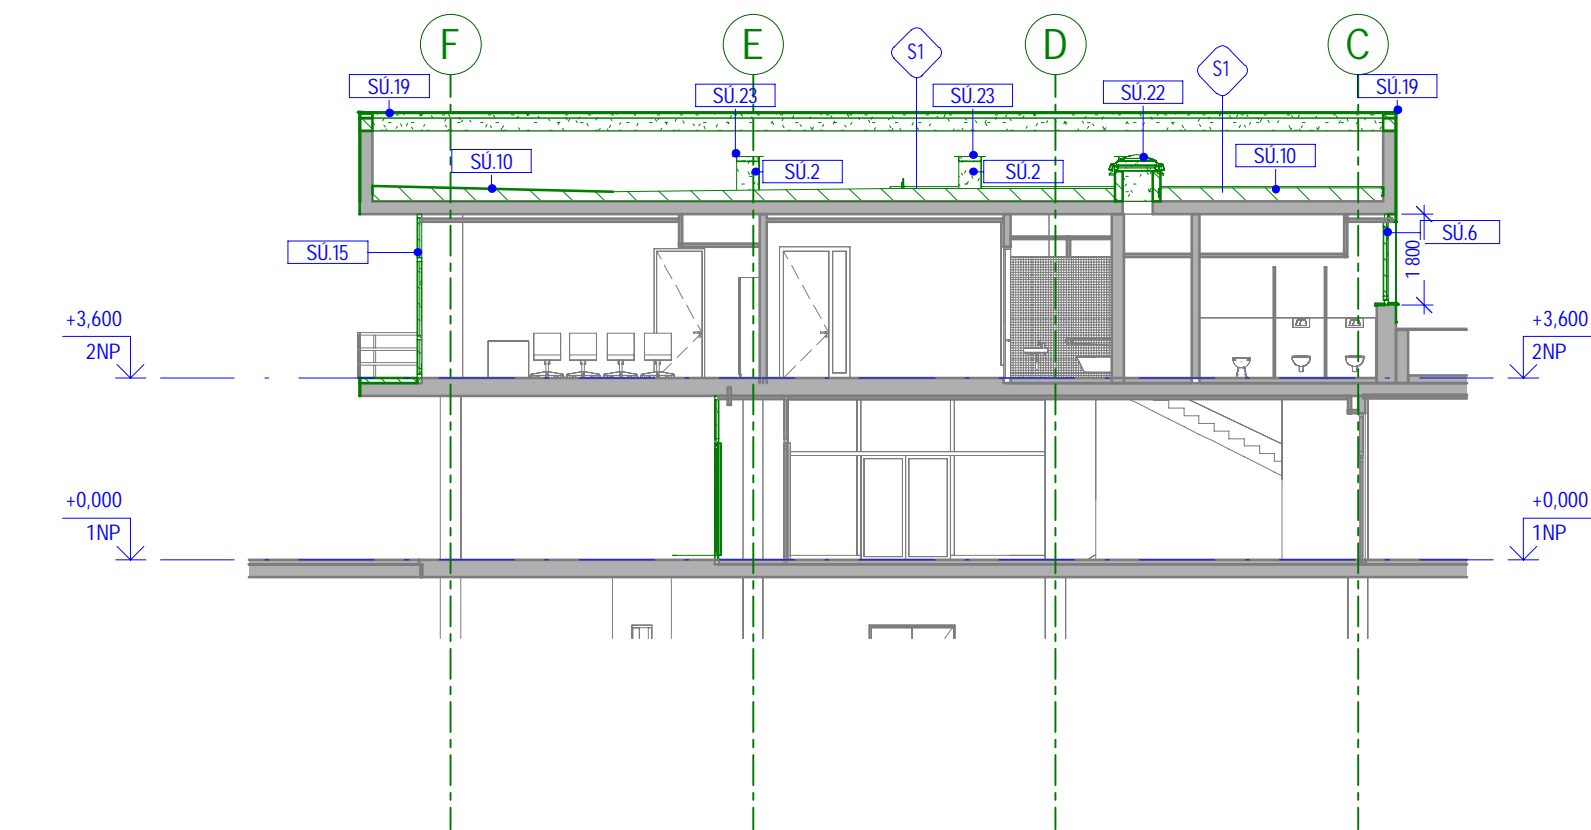 F
E
D
C
S1
S1
SÚ.19
SÚ.23
SÚ.23
SÚ.22
SÚ.19
SÚ.10
SÚ.2
SÚ.2
SÚ.10
SÚ.15
SÚ.6
1 800
+3,600
2NP
+3,600
2NP
+0,000
1NP
+0,000
1NP